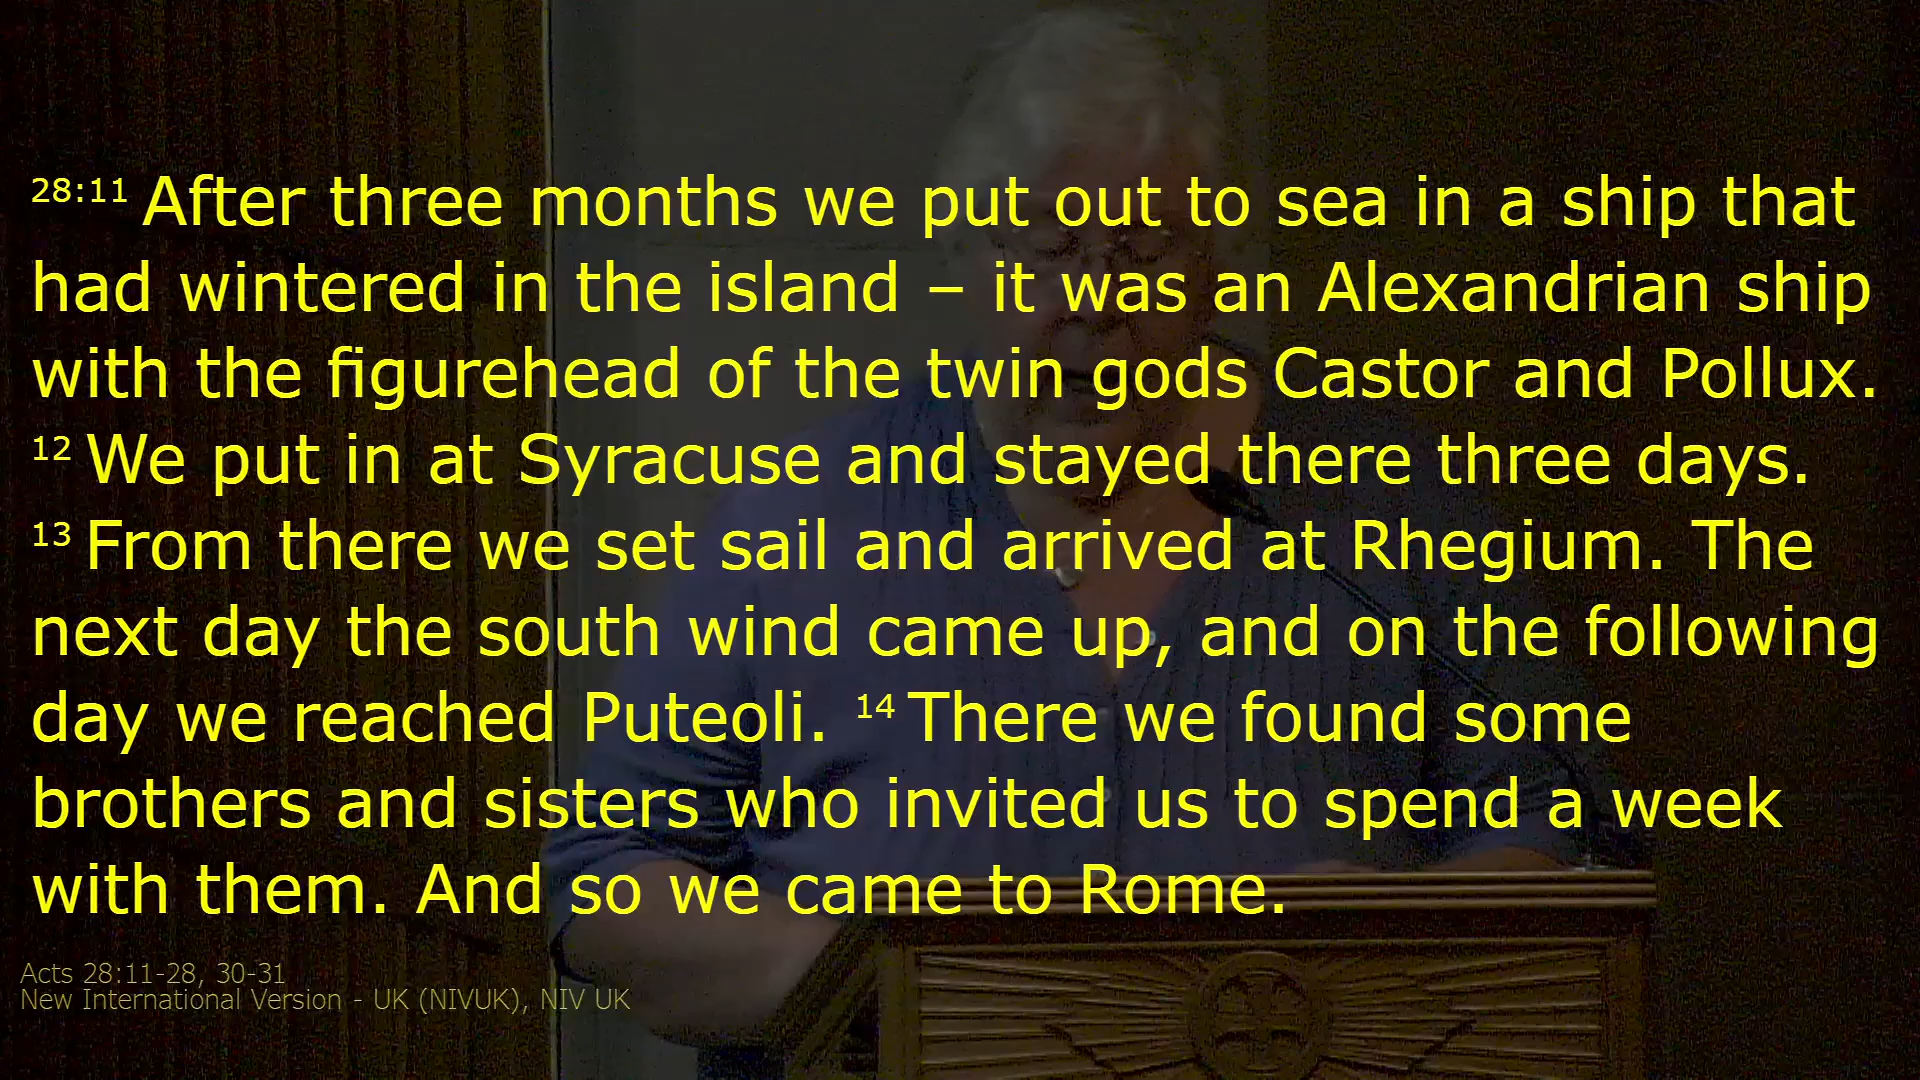 28:11 After three months we put out to sea in a ship that
had wintered in the island – it was an Alexandrian ship
with the figurehead of the twin gods Castor and Pollux.
12 We put in at Syracuse and stayed there three days.
13 From there we set sail and arrived at Rhegium. The
next day the south wind came up, and on the following
day we reached Puteoli. 14 There we found some
brothers and sisters who invited us to spend a week
with them. And so we came to Rome.
Acts 28:11-28, 30-31
New International Version - UK (NIVUK), NIV UK